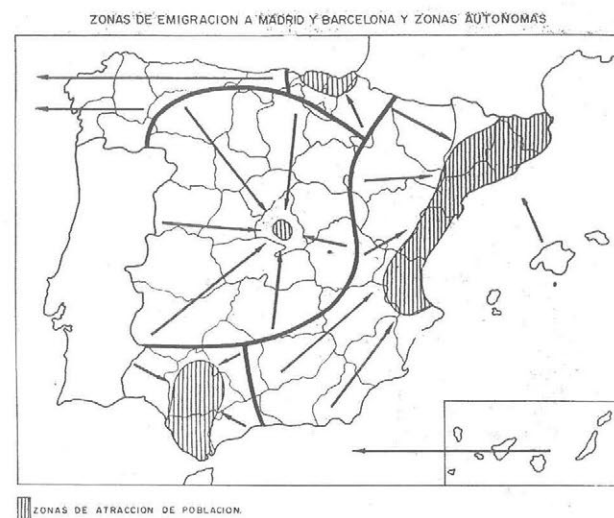 ZONAS DE EMIGRACION A MADRID Y BARCELONA Y ZONAS AUTONOMAS
ZONAS DE ATRACCION DE POBLACION.